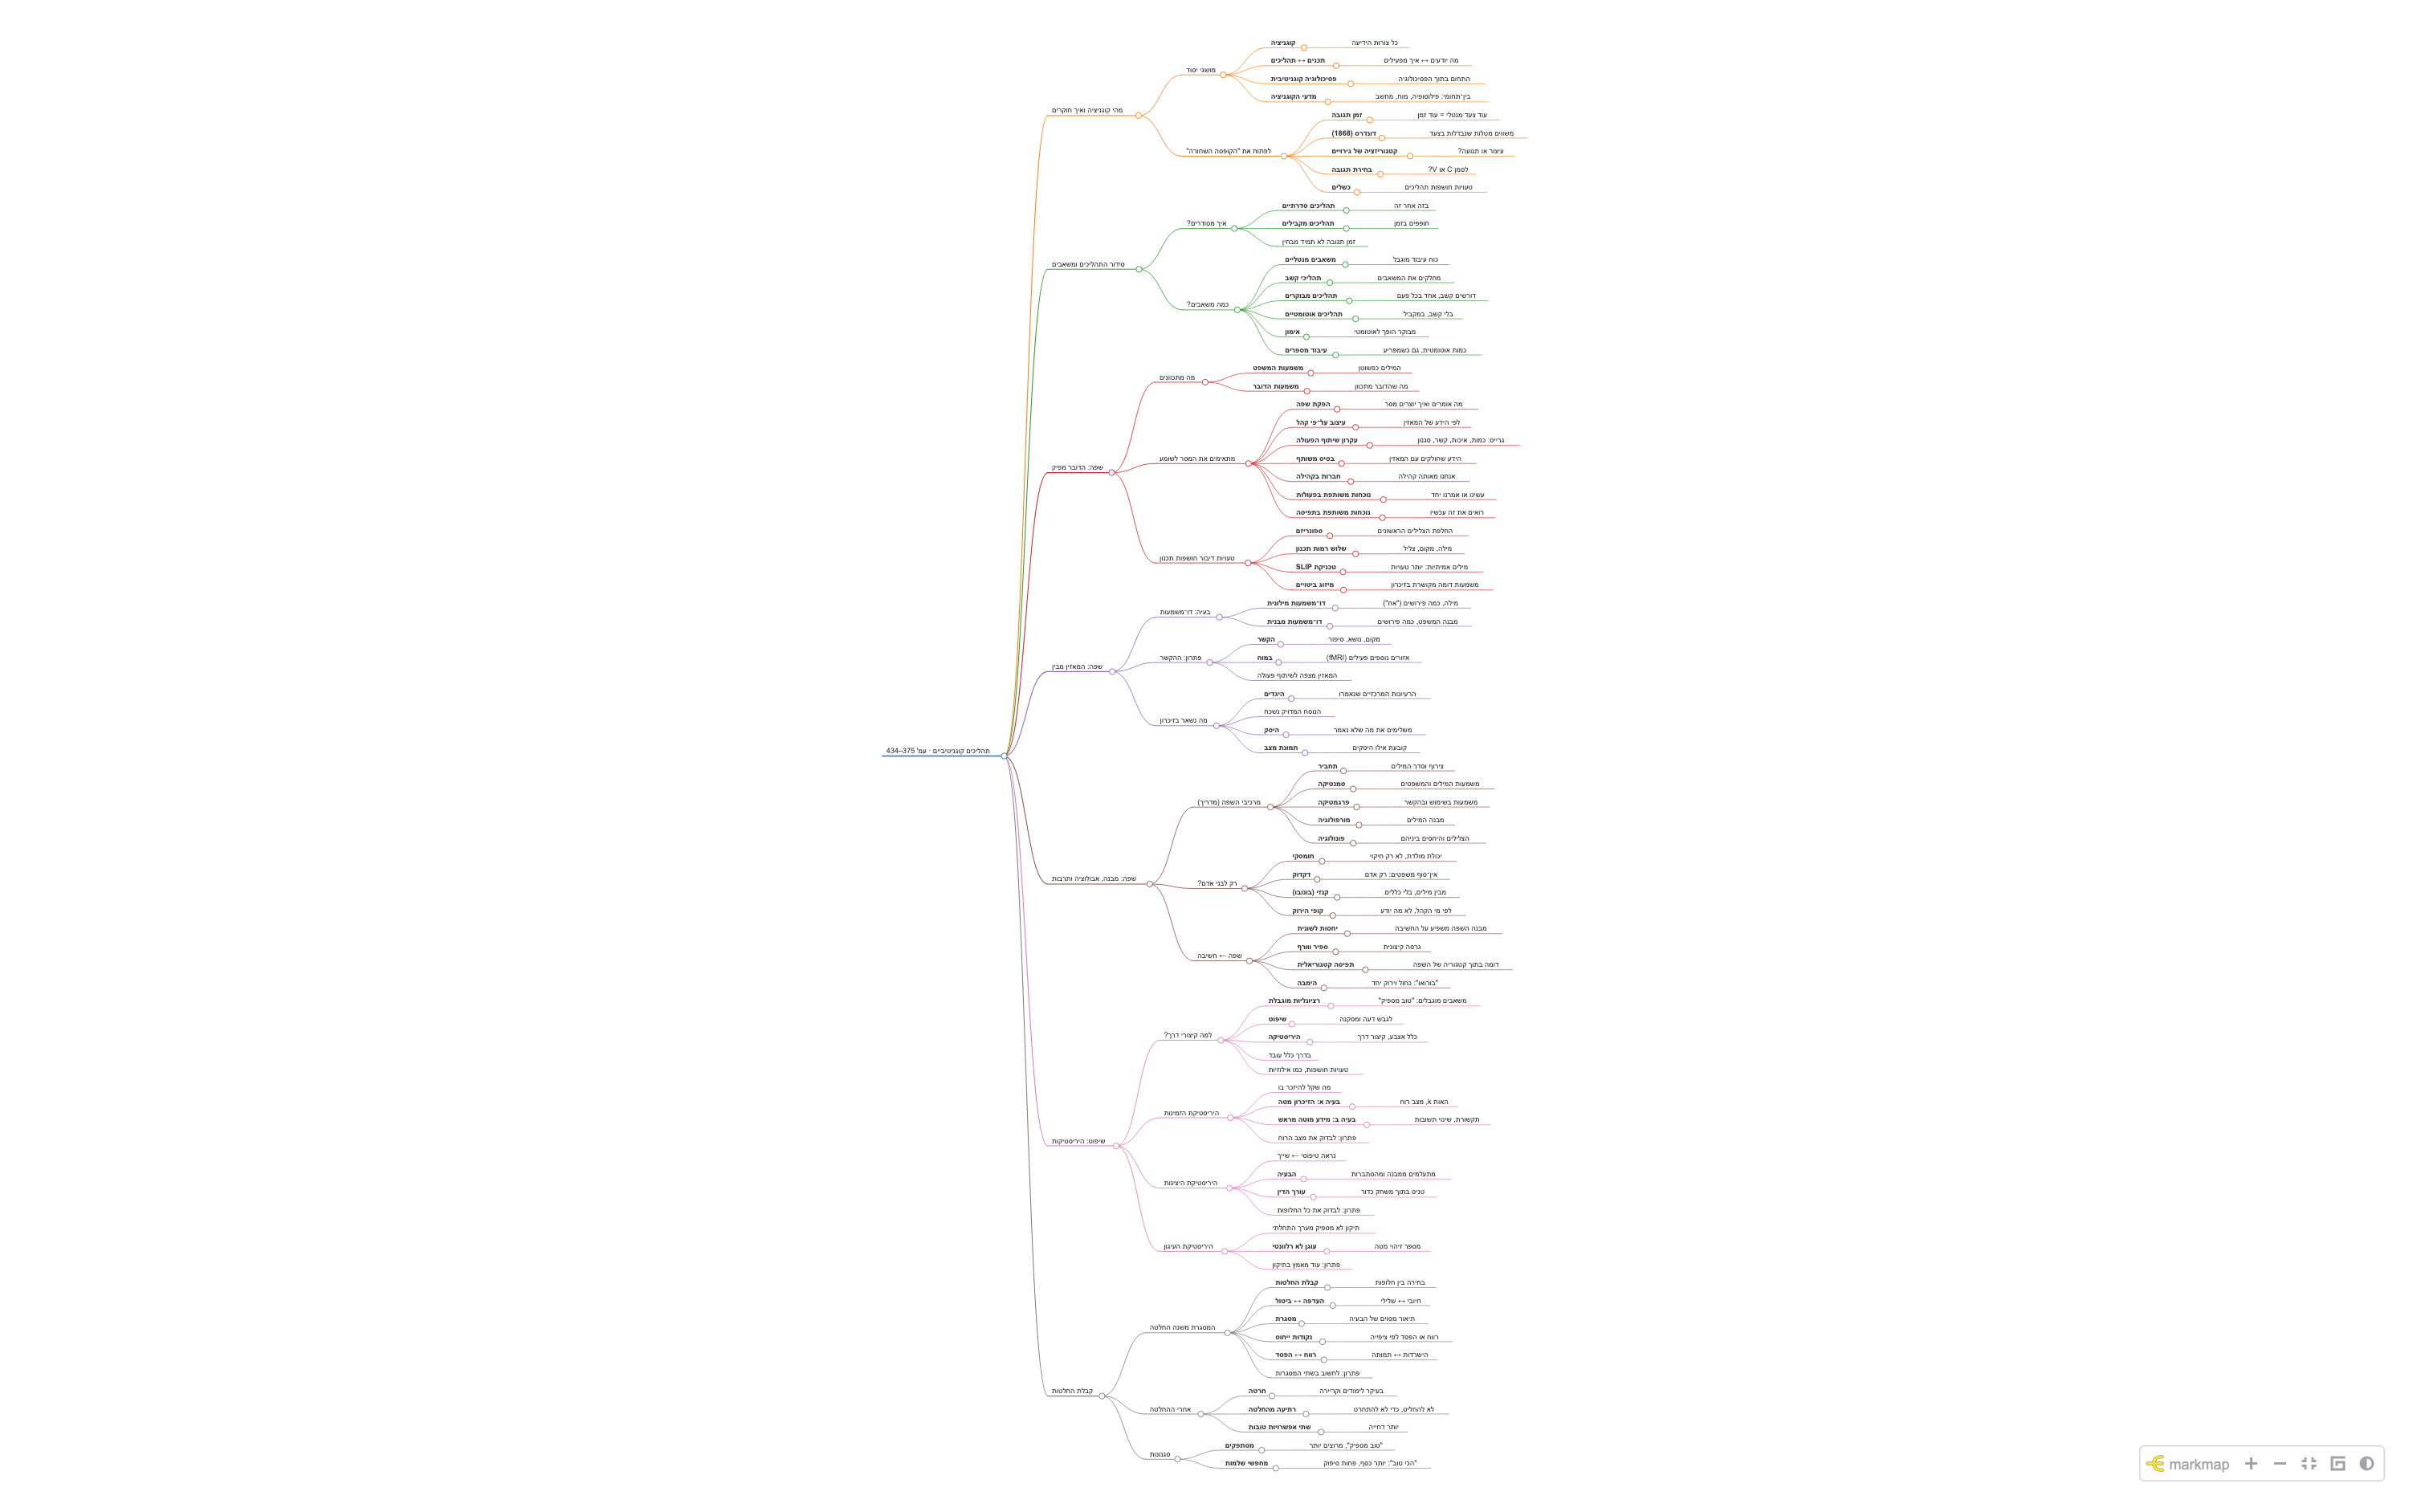 תהליכים קוגניטיביים · עמ' 375–434
מהי קוגניציה ואיך חוקרים
מושגי יסוד
קוגניציה
כל צורות הידיעה
תכנים ↔ תהליכים
מה יודעים ↔ איך מפעילים
פסיכולוגיה קוגניטיבית
התחום בתוך הפסיכולוגיה
מדעי הקוגניציה
בין־תחומי: פילוסופיה, מוח, מחשב
לפתוח את "הקופסה השחורה"
זמן תגובה
עוד צעד מנטלי = עוד זמן
דונדרס (1868)
משווים מטלות שנבדלות בצעד
קטגוריזציה של גירויים
עיצור או תנועה?
בחירת תגובה
לסמן C או V?
כשלים
טעויות חושפות תהליכים
סידור התהליכים ומשאבים
איך מסודרים?
תהליכים סדרתיים
בזה אחר זה
תהליכים מקבילים
חופפים בזמן
זמן תגובה לא תמיד מבחין
כמה משאבים?
משאבים מנטליים
כוח עיבוד מוגבל
תהליכי קשב
מחלקים את המשאבים
תהליכים מבוקרים
דורשים קשב, אחד בכל פעם
תהליכים אוטומטיים
בלי קשב, במקביל
אימון
מבוקר הופך לאוטומטי
עיבוד מספרים
כמות אוטומטית, גם כשמפריע
שפה: הדובר מפיק
מה מתכוונים
משמעות המשפט
המילים כפשוטן
משמעות הדובר
מה שהדובר מתכוון
מתאימים את המסר לשומע
הפקת שפה
מה אומרים ואיך יוצרים מסר
עיצוב על־פי קהל
לפי הידע של המאזין
עקרון שיתוף הפעולה
גרייס: כמות, איכות, קשר, סגנון
בסיס משותף
הידע שחולקים עם המאזין
חברות בקהילה
אנחנו מאותה קהילה
נוכחות משותפת בפעולות
עשינו או אמרנו יחד
נוכחות משותפת בתפיסה
רואים את זה עכשיו
טעויות דיבור חושפות תכנון
ספונריזם
החלפת הצלילים הראשונים
שלוש רמות תכנון
מילה, מקום, צליל
טכניקת SLIP
מילים אמיתיות: יותר טעויות
מיזוג ביטויים
משמעות דומה מקושרת בזיכרון
שפה: המאזין מבין
בעיה: דו־משמעות
דו־משמעות מילונית
מילה, כמה פירושים ("אח")
דו־משמעות מבנית
מבנה המשפט, כמה פירושים
פתרון: ההקשר
הקשר
מקום, נושא, סיפור
במוח
אזורים נוספים פעילים (fMRI)
המאזין מצפה לשיתוף פעולה
מה נשאר בזיכרון
היגדים
הרעיונות המרכזיים שנאמרו
הנוסח המדויק נשכח
היסק
משלימים את מה שלא נאמר
תמונת מצב
קובעת אילו היסקים
שפה: מבנה, אבולוציה ותרבות
מרכיבי השפה (מדריך)
תחביר
צירוף וסדר המילים
סמנטיקה
משמעות המילים והמשפטים
פרגמטיקה
משמעות בשימוש ובהקשר
מורפולוגיה
מבנה המילים
פונולוגיה
הצלילים והיחסים ביניהם
רק לבני אדם?
חומסקי
יכולת מולדת, לא רק חיקוי
דקדוק
אין־סוף משפטים: רק אדם
קנזי (בונובו)
מבין מילים, בלי כללים
קופי הירוק
לפי מי הקהל, לא מה יודע
שפה ← חשיבה
יחסות לשונית
מבנה השפה משפיע על החשיבה
ספיר וורף
גרסה קיצונית
תפיסה קטגוריאלית
דומה בתוך קטגוריה של השפה
הימבה
"בורואו": כחול וירוק יחד
שיפוט: היריסטיקות
למה קיצורי דרך?
רציונליות מוגבלת
משאבים מוגבלים: "טוב מספיק"
שיפוט
לגבש דעה ומסקנה
היריסטיקה
כלל אצבע, קיצור דרך
בדרך כלל עובד
טעויות חושפות, כמו אילוזיות
היריסטיקת הזמינות
מה שקל להיזכר בו
בעיה א: הזיכרון מטה
האות k, מצב רוח
בעיה ב: מידע מוטה מראש
תקשורת, שינוי תשובות
פתרון: לבדוק את מצב הרוח
היריסטיקת היציגות
נראה טיפוסי ← שייך
הבעיה
מתעלמים ממבנה ומהסתברות
עורך הדין
טניס בתוך משחק כדור
פתרון: לבדוק את כל החלופות
היריסטיקת העיגון
תיקון לא מספיק מערך התחלתי
עוגן לא רלוונטי
מספר זיהוי מטה
פתרון: עוד מאמץ בתיקון
קבלת החלטות
המסגרת משנה החלטה
קבלת החלטות
בחירה בין חלופות
העדפה ↔ ביטול
חיובי ↔ שלילי
מסגרת
תיאור מסוים של הבעיה
נקודות ייחוס
רווח או הפסד לפי ציפייה
רווח ↔ הפסד
הישרדות ↔ תמותה
פתרון: לחשוב בשתי המסגרות
אחרי ההחלטה
חרטה
בעיקר לימודים וקריירה
רתיעה מהחלטה
לא להחליט, כדי לא להתחרט
שתי אפשרויות טובות
יותר דחייה
סגנונות
מסתפקים
"טוב מספיק", מרוצים יותר
מחפשי שלמות
"הכי טוב": יותר כסף, פחות סיפוק
markmap